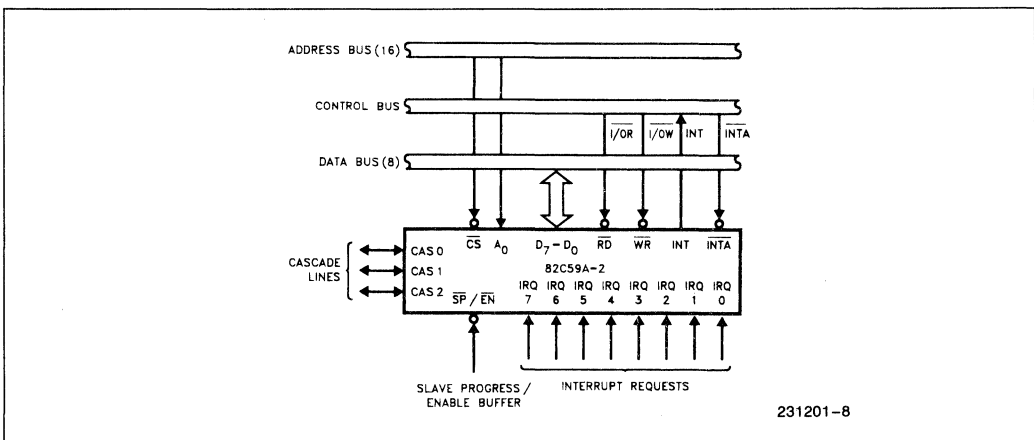 ADDRESS BUS (16)
CONTROL BUS
I/OR I/OW INT INTA
DATA BUS (8)
CS A0 D7-D0 RD WR INT INTA
CASCADE LINES
CAS 0
CAS 1
CAS 2
82C59A-2
SP / EN
IRQ IRQ IRQ IRQ IRQ IRQ IRQ IRQ
7 6 5 4 3 2 1 0
SLAVE PROGRESS /
ENABLE BUFFER
INTERRUPT REQUESTS
231201-8